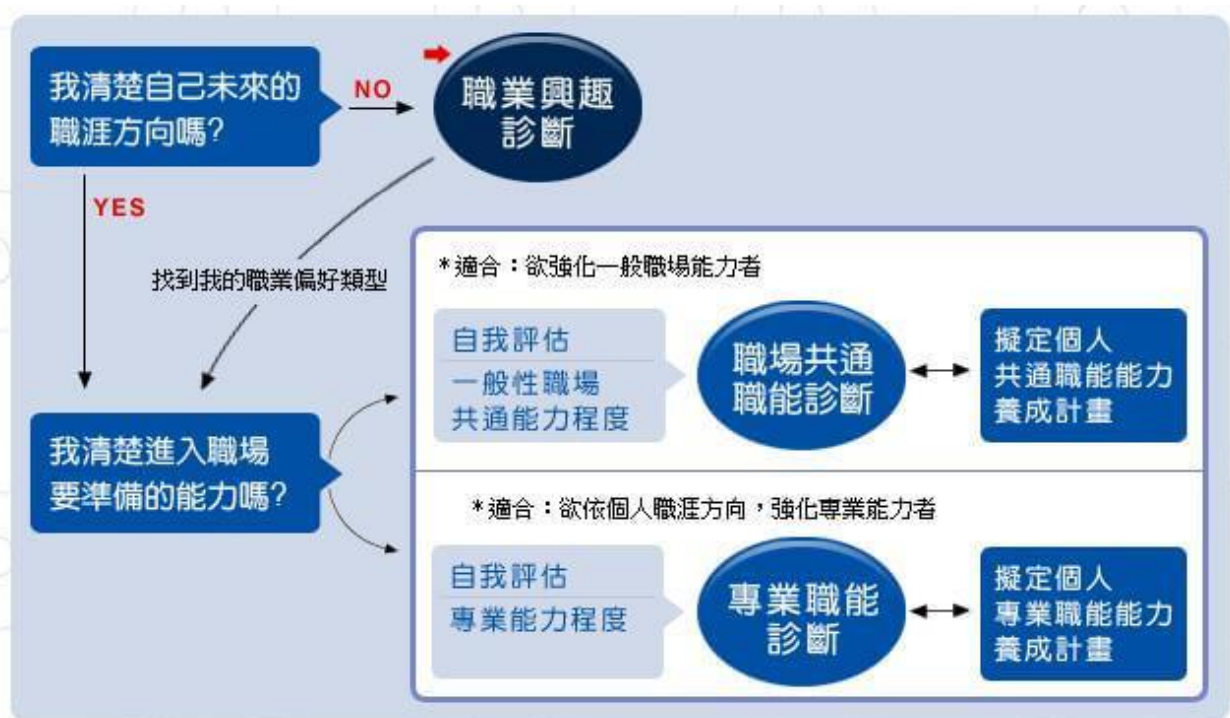 我清楚自己未來的
職涯方向嗎?
NO
職業興趣
診斷
YES
找到我的職業偏好類型
我清楚進入職場
要準備的能力嗎?
*適合：欲強化一般職場能力者
自我評估
一般性職場
共通能力程度
職場共通
職能診斷
擬定個人
共通職能能力
養成計畫
*適合：欲依個人職涯方向，強化專業能力者
自我評估
專業能力程度
專業職能
診斷
擬定個人
專業職能能力
養成計畫